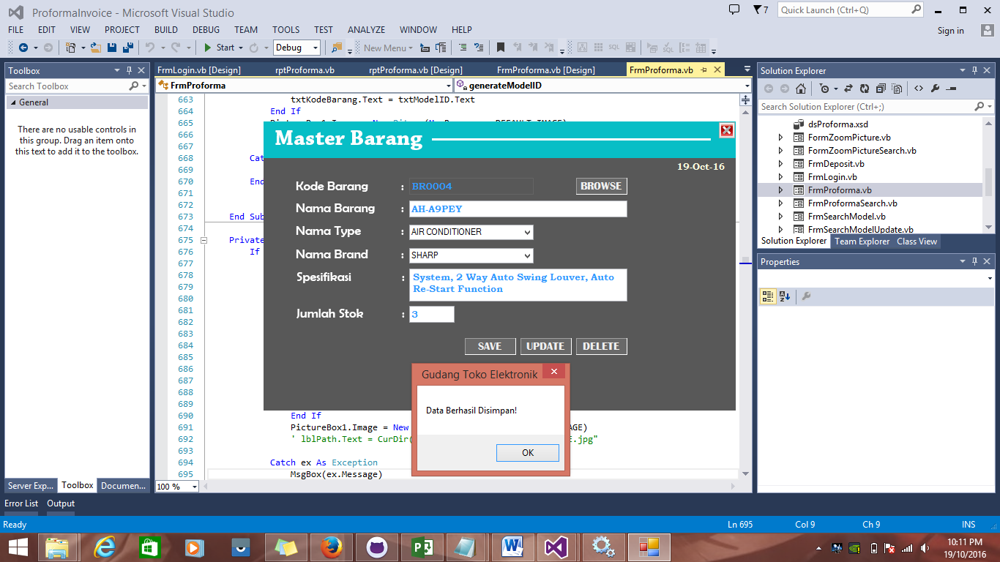 ProformaInvoice - Microsoft Visual Studio
7
Quick Launch (Ctrl+Q)
FILE EDIT VIEW PROJECT BUILD DEBUG TEAM TOOLS TEST ANALYZE WINDOW HELP
Sign in
Start Debug New Menu SQL SQL
Toolbox
Search Toolbox
General
There are no usable controls in
this group. Drag an item onto
this text to add it to the toolbox.
Server Exp... Toolbox Documen...
FrmLogin.vb [Design] rptProforma.vb rptProforma.vb [Design] FrmProforma.vb [Design] FrmProforma.vb
FrmProforma generateModelID
663 txtKodeBarang.Text = txtModelID.Text
664 End If
665
666
667
668 Cat
669
670 End
671
672
673 End Sub
674
675 Private
676 If
677
678
679
680
681
682
683
684
685
686
687
688
689
690 End If
691 PictureBox1.Image = New AGE)
692 ' lblPath.Text = CurDir( E.jpg"
693
694 Catch ex As Exception
695 MsgBox(ex.Message)
100 %
Master Barang
19-Oct-16
Kode Barang : BR0004 BROWSE
Nama Barang : AH-A9PEY
Nama Type : AIR CONDITIONER
Nama Brand : SHARP
Spesifikasi : System, 2 Way Auto Swing Louver, Auto
Re-Start Function
Jumlah Stok : 3
SAVE UPDATE DELETE
Gudang Toko Elektronik
Data Berhasil Disimpan!
OK
Solution Explorer
Search Solution Explorer (Ctrl+;)
dsProforma.xsd
FormZoomPicture.vb
FormZoomPictureSearch.vb
FrmDeposit.vb
FrmLogin.vb
FrmProforma.vb
FrmProformaSearch.vb
FrmSearchModel.vb
FrmSearchModelUpdate.vb
Solution Explorer Team Explorer Class View
Properties
Error List Output
Ready Ln 695 Col 9 Ch 9 INS
10:11 PM
19/10/2016